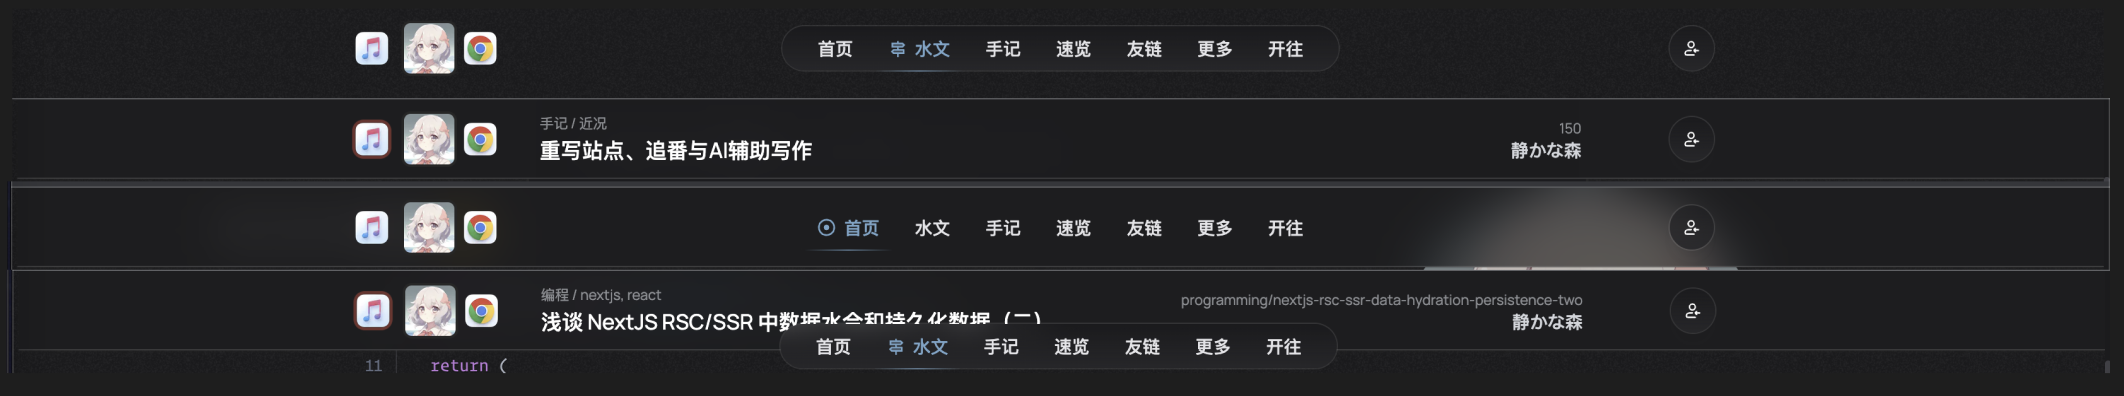 首页 水文 手记 速览 友链 更多 开往
手记 / 近况
150
重写站点、追番与AI辅助写作
静かな森
首页 水文 手记 速览 友链 更多 开往
编程 / nextjs, react
programming/nextjs-rsc-ssr-data-hydration-persistence-two
浅谈 NextJS RSC/SSR 中数据水合和持久化数据（二）
静かな森
首页 水文 手记 速览 友链 更多 开往
11 return (